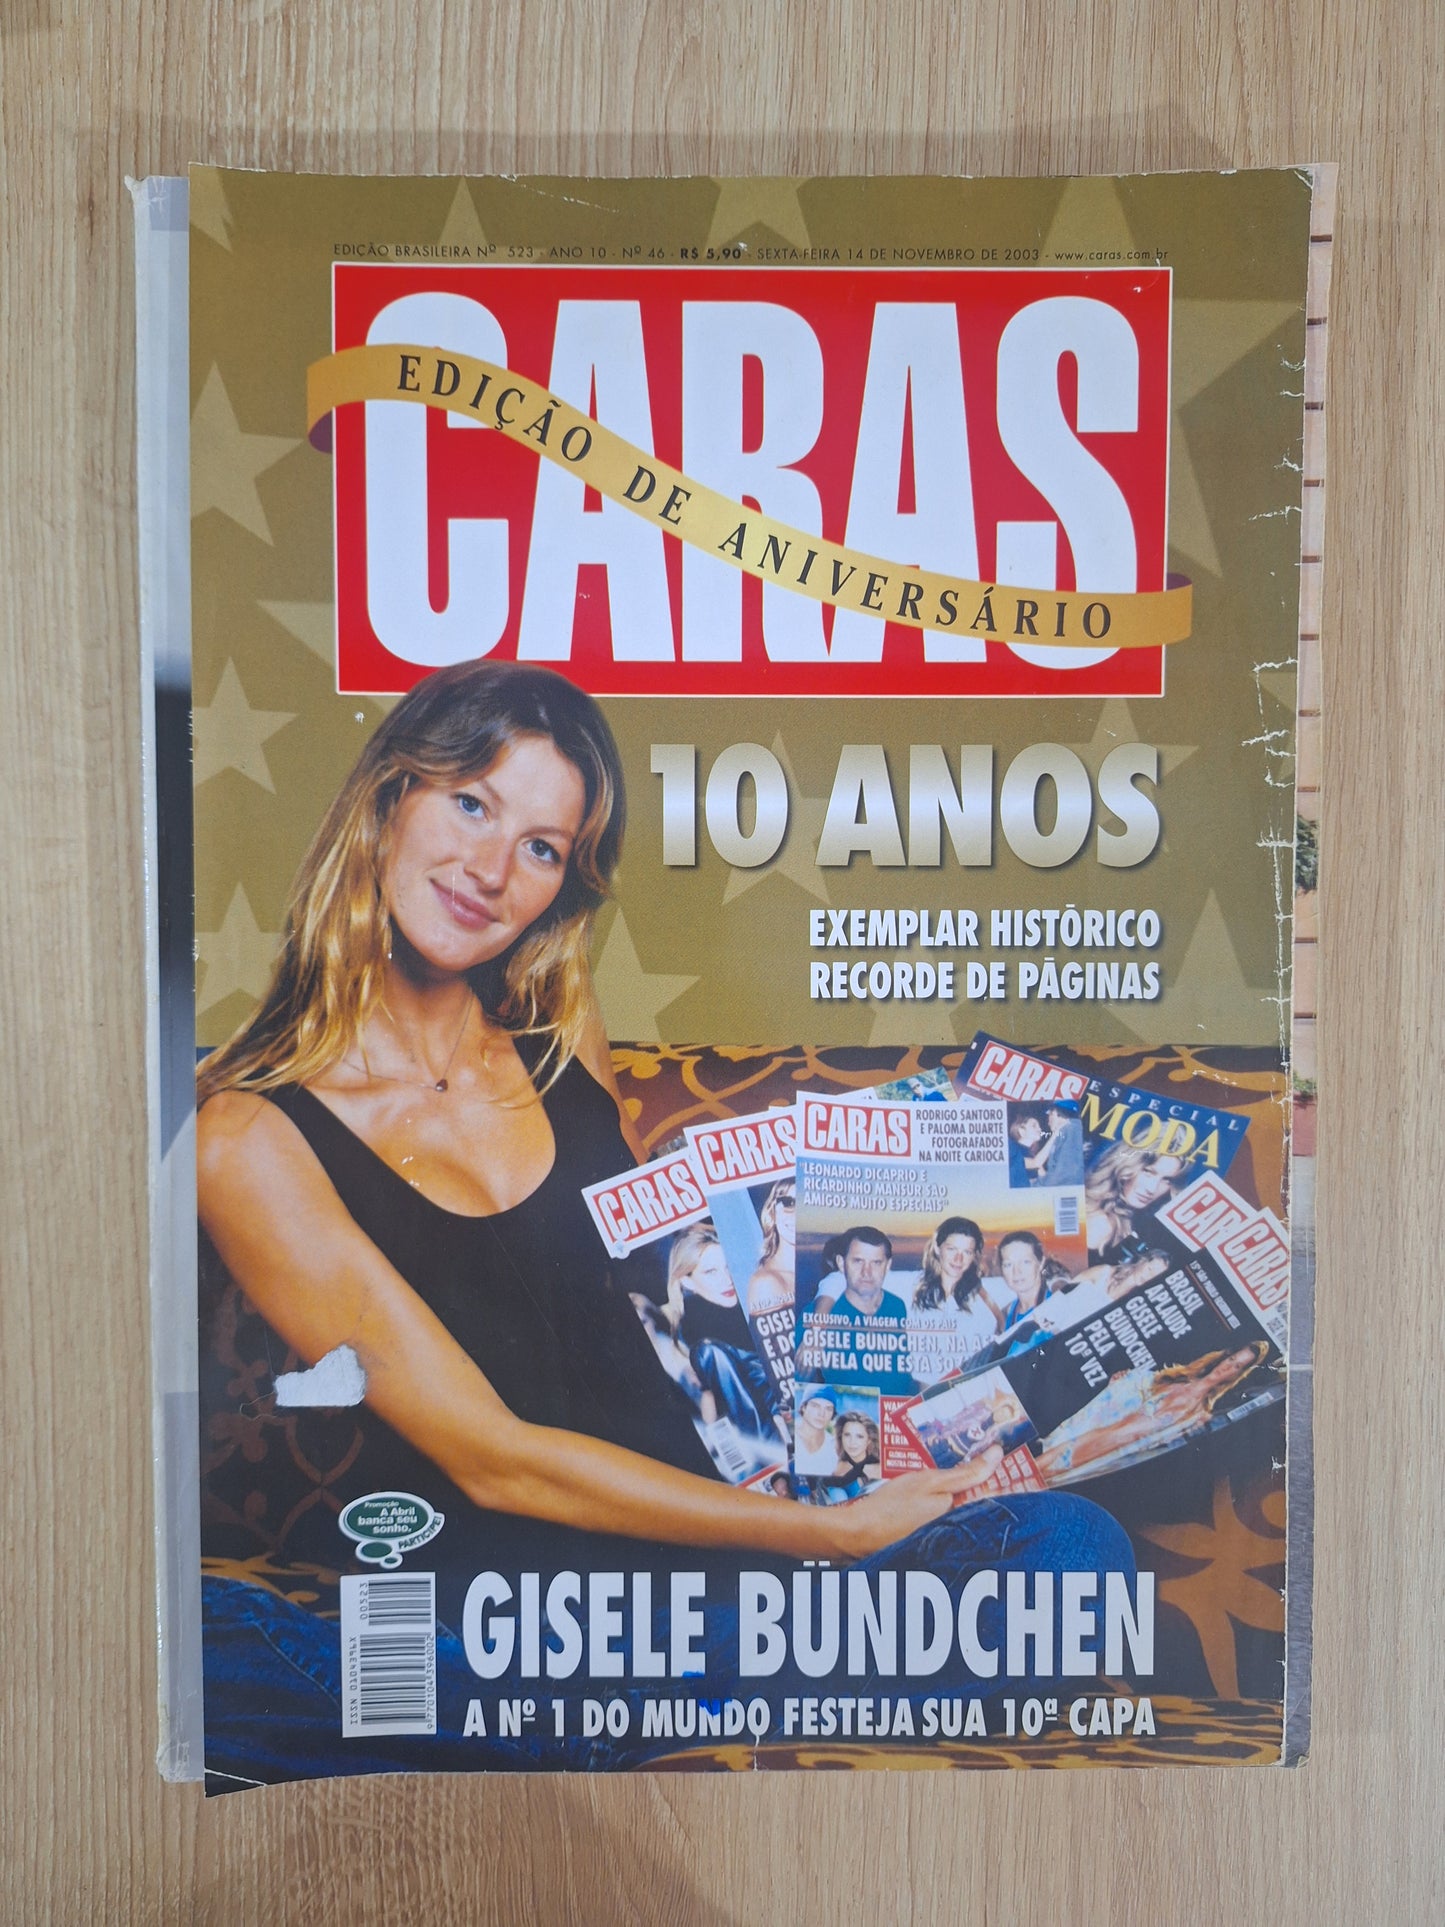 EDIÇÃO BRASILEIRA Nº 523 - ANO 10 - Nº 46 - R$ 5,90 - SEXTA-FEIRA 14 DE NOVEMBRO DE 2003 - www.caras.com.br
CARAS
EDIÇÃO DE ANIVERSÁRIO
10 ANOS
EXEMPLAR HISTÓRICO
RECORDE DE PÁGINAS
CARAS
ESPECIAL
MODA
CARAS
RODRIGO SANTORO
E PALOMA DUARTE
FOTOGRAFADOS
NA NOITE CARIOCA
"LEONARDO DICAPRIO E
RICARDINHO MANSUR SÃO
AMIGOS MUITO ESPECIAIS"
CARAS
CARAS
EXCLUSIVO, A VIAGEM COM OS PAIS
GISELE BÜNDCHEN, NA
REVELA QUE ESTÁ
CARAS
BRASIL
APLAUDE
GISELE
BÜNDCHEN
PELA
10ª VEZ
Promoção
A Abril
banca seu
sonho.
PARTICIPE!
00523
ISSN 0104396X
9770104396002
GISELE BÜNDCHEN
A Nº 1 DO MUNDO FESTEJA SUA 10ª CAPA